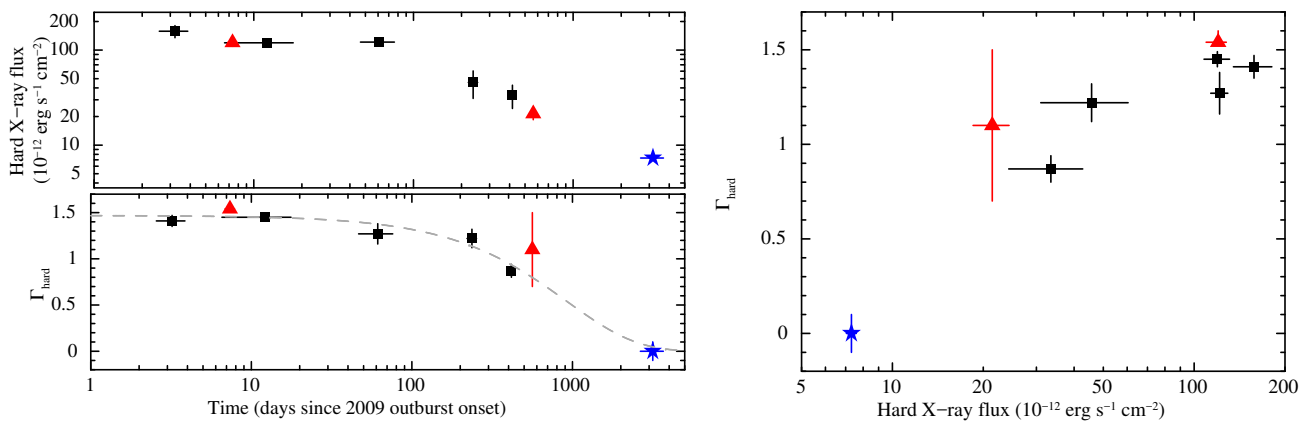 Hard X−ray flux
(10⁻¹² erg s⁻¹ cm⁻²)
200
100
50
20
10
5
Γhard
1.5
1
0.5
0
1 10 100 1000
Time (days since 2009 outburst onset)
Γhard
1.5
1
0.5
0
5 10 20 50 100 200
Hard X−ray flux (10⁻¹² erg s⁻¹ cm⁻²)